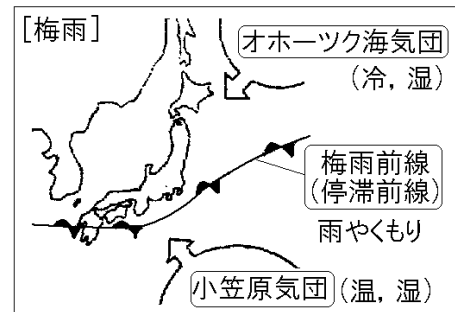 [梅雨]
オホーツク海気団
(冷, 湿)
梅雨前線
(停滞前線)
雨やくもり
小笠原気団 (温, 湿)